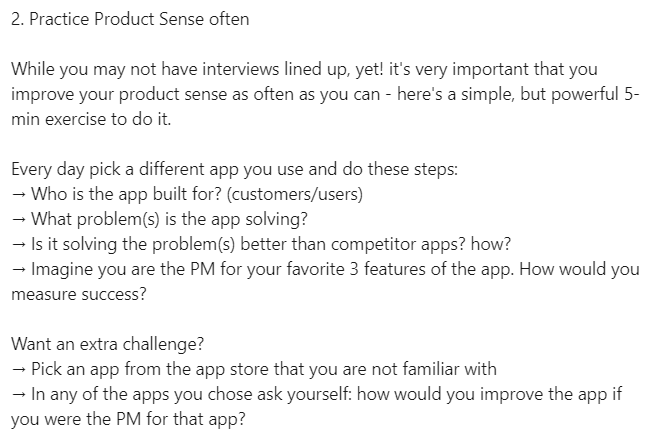 2. Practice Product Sense often
While you may not have interviews lined up, yet! it's very important that you
improve your product sense as often as you can - here's a simple, but powerful 5-
min exercise to do it.
Every day pick a different app you use and do these steps:
→ Who is the app built for? (customers/users)
→ What problem(s) is the app solving?
→ Is it solving the problem(s) better than competitor apps? how?
→ Imagine you are the PM for your favorite 3 features of the app. How would you
measure success?
Want an extra challenge?
→ Pick an app from the app store that you are not familiar with
→ In any of the apps you chose ask yourself: how would you improve the app if
you were the PM for that app?